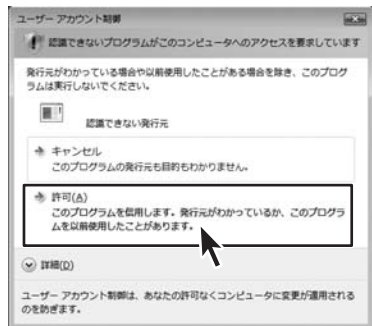 ユーザー アカウント制御
認識できないプログラムがこのコンピュータへのアクセスを要求しています
発行元がわかっている場合や以前使用したことがある場合を除き、このプログ
ラムは実行しないでください。
認識できない発行元
キャンセル
このプログラムの発行元も目的もわかりません。
許可(A)
このプログラムを信用します。発行元がわかっているか、このプログラ
ムを以前使用したことがあります。
詳細(D)
ユーザー アカウント制御は、あなたの許可なくコンピュータに変更が適用される
のを防ぎます。